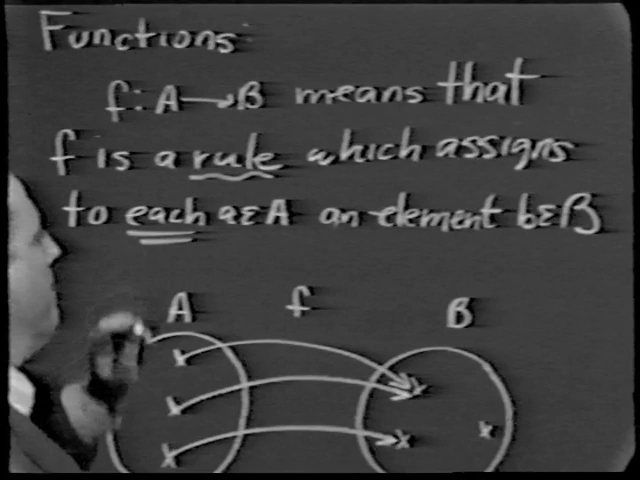 Functions
f: A → B means that
f is a rule which assigns
to each a ε A an element b ε B
A f B